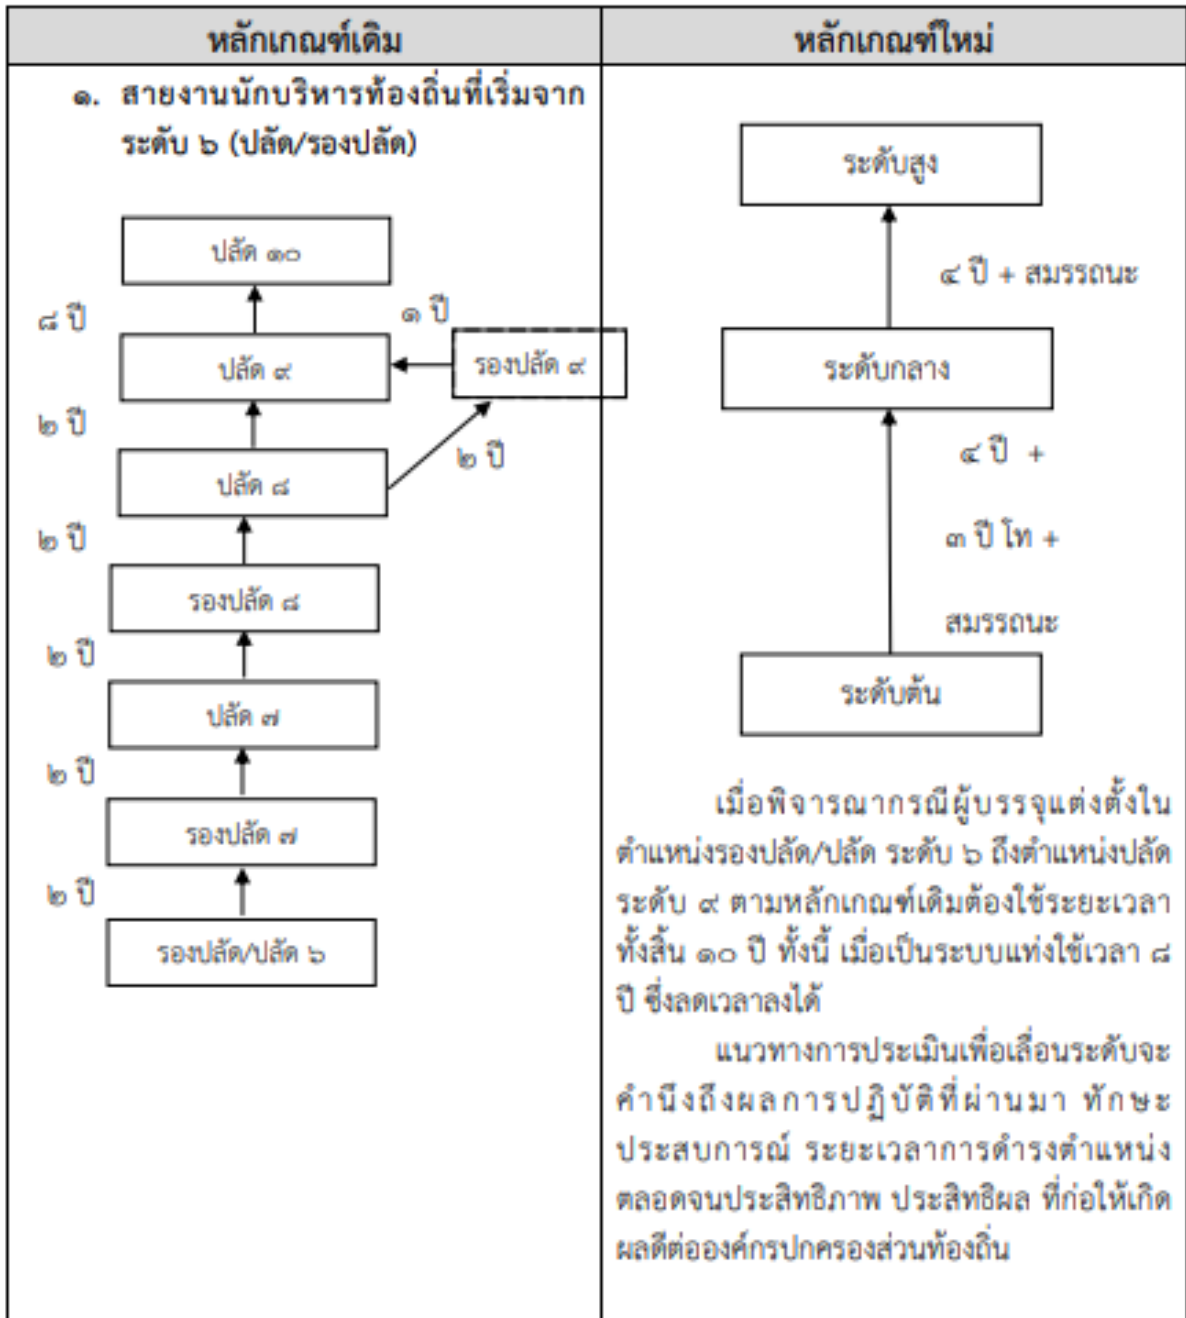 หลักเกณฑ์เดิม
หลักเกณฑ์ใหม่
๑. สายงานนักบริหารท้องถิ่นที่เริ่มจาก
ระดับ ๖ (ปลัด/รองปลัด)
ปลัด ๑๐
๘ ปี
๑ ปี
ปลัด ๙
รองปลัด ๙
๒ ปี
๒ ปี
ปลัด ๘
๒ ปี
รองปลัด ๘
๒ ปี
ปลัด ๗
๒ ปี
รองปลัด ๗
๒ ปี
รองปลัด/ปลัด ๖
ระดับสูง
๔ ปี + สมรรถนะ
ระดับกลาง
๔ ปี +
๓ ปี โท +
สมรรถนะ
ระดับต้น
เมื่อพิจารณากรณีผู้บรรจุแต่งตั้งใน
ตำแหน่งรองปลัด/ปลัด ระดับ ๖ ถึงตำแหน่งปลัด
ระดับ ๙ ตามหลักเกณฑ์เดิมต้องใช้ระยะเวลา
ทั้งสิ้น ๑๐ ปี ทั้งนี้ เมื่อเป็นระบบแท่งใช้เวลา ๘
ปี ซึ่งลดเวลาลงได้
แนวทางการประเมินเพื่อเลื่อนระดับจะ
คำนึงถึงผลการปฏิบัติที่ผ่านมา ทักษะ
ประสบการณ์ ระยะเวลาการดำรงตำแหน่ง
ตลอดจนประสิทธิภาพ ประสิทธิผล ที่ก่อให้เกิด
ผลดีต่อองค์กรปกครองส่วนท้องถิ่น